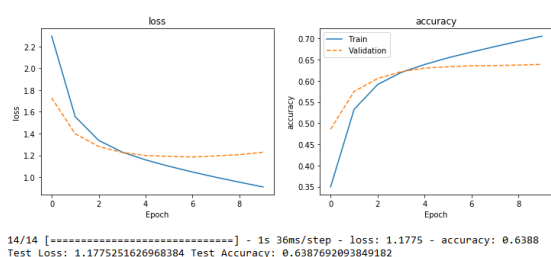 loss
2.2
2.0
1.8
1.6
1.4
1.2
1.0
loss
0 2 4 6 8
Epoch
accuracy
Train
Validation
0.70
0.65
0.60
0.55
0.50
0.45
0.40
0.35
accuracy
0 2 4 6 8
Epoch
14/14 [==============================] - 1s 36ms/step - loss: 1.1775 - accuracy: 0.6388
Test Loss: 1.1775251626968384 Test Accuracy: 0.6387692093849182